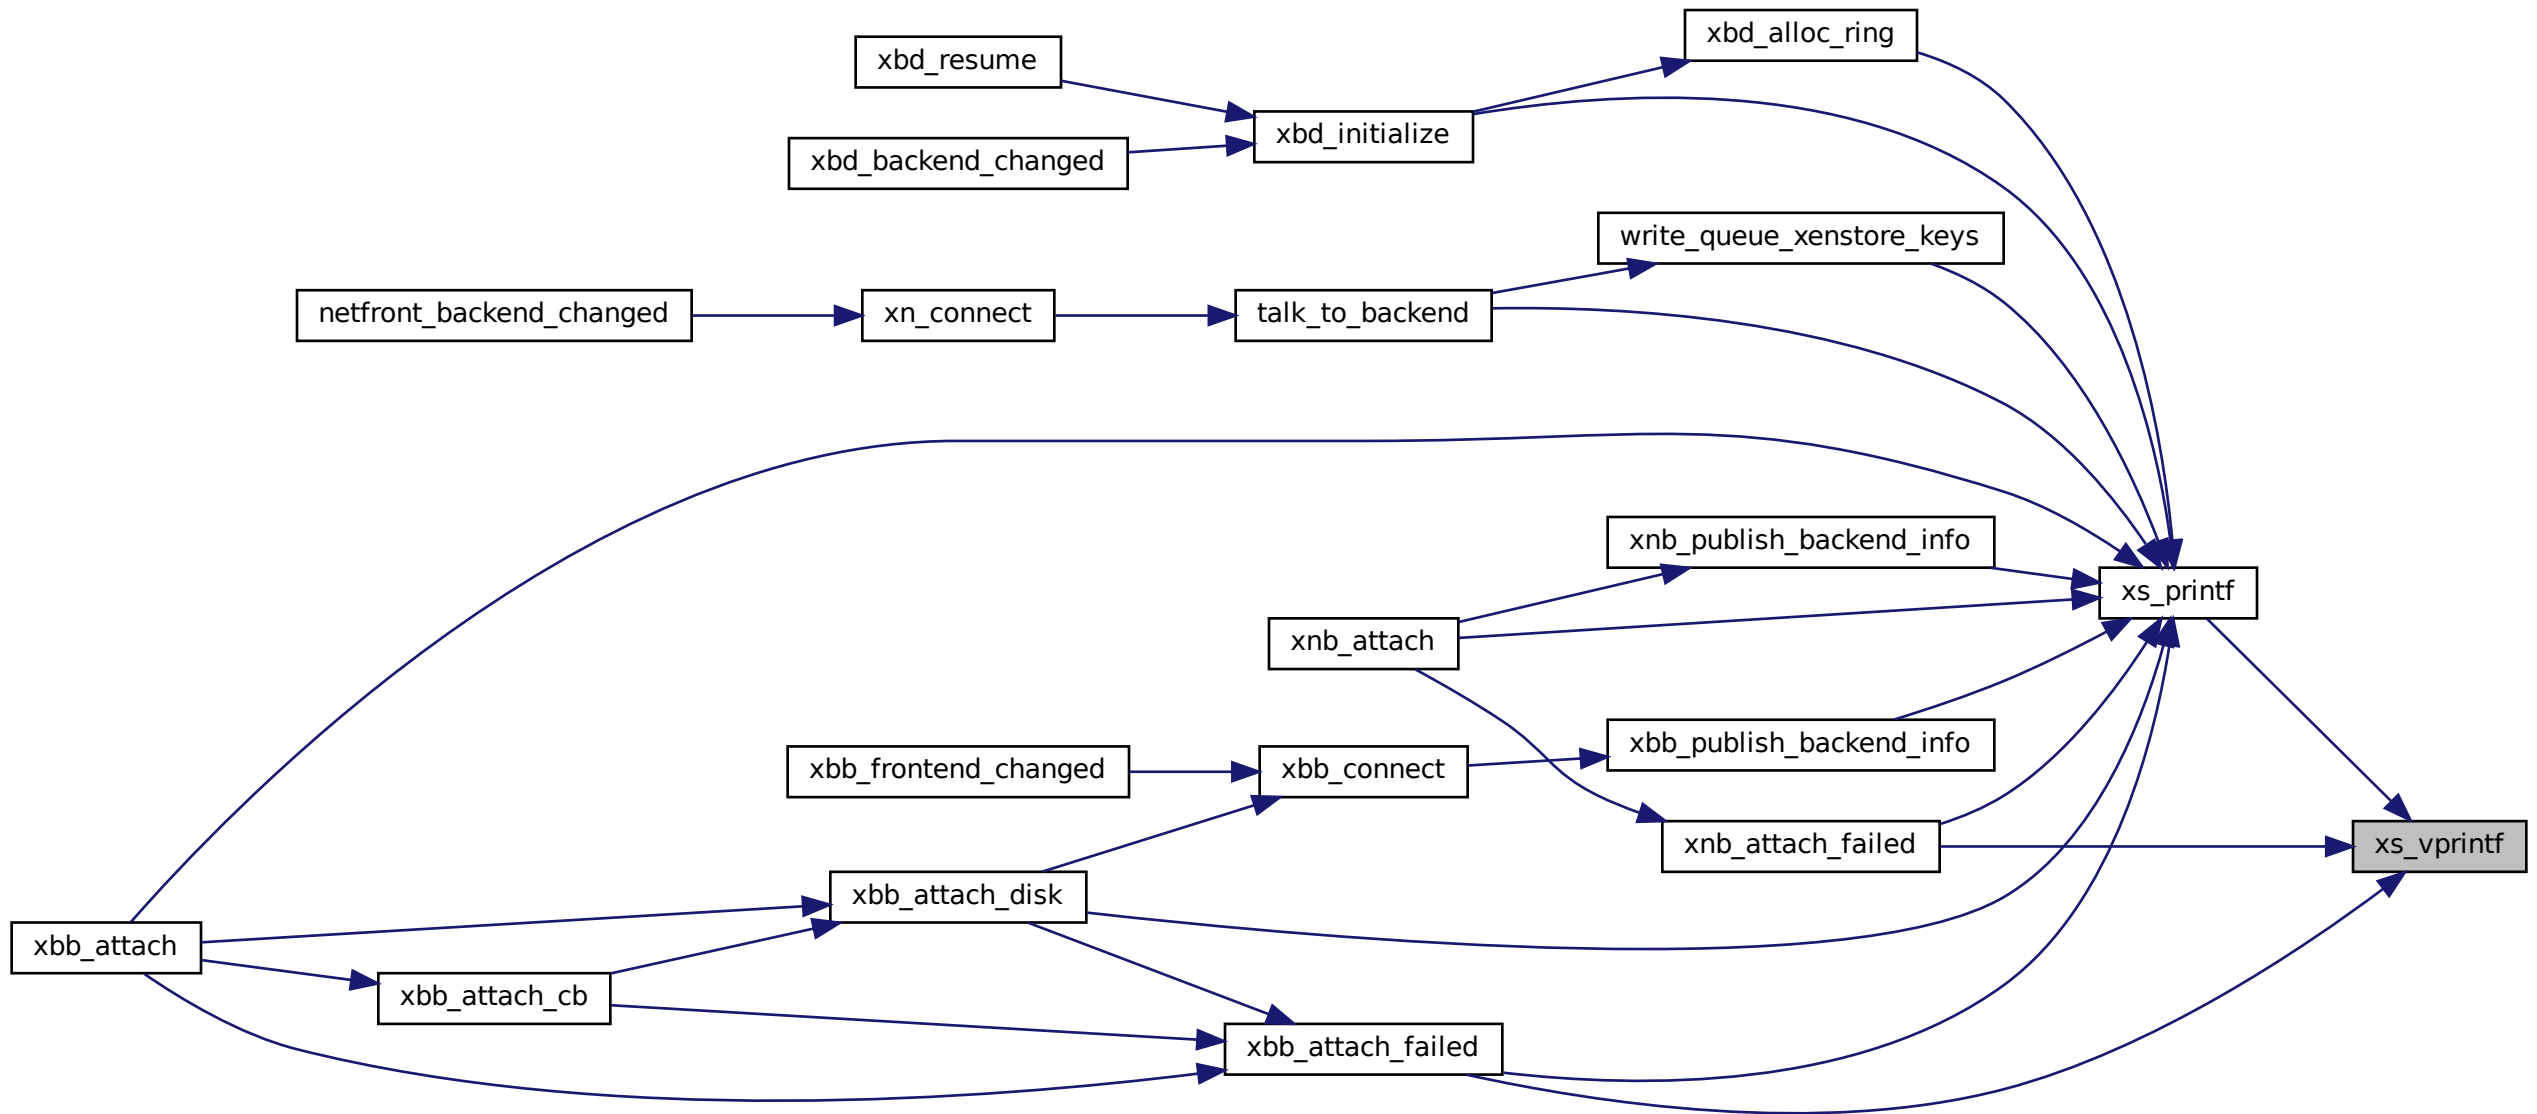 xbd_alloc_ring
xbd_resume
xbd_initialize
xbd_backend_changed
write_queue_xenstore_keys
netfront_backend_changed
xn_connect
talk_to_backend
xnb_publish_backend_info
xs_printf
xnb_attach
xbb_publish_backend_info
xbb_frontend_changed
xbb_connect
xnb_attach_failed
xs_vprintf
xbb_attach_disk
xbb_attach
xbb_attach_cb
xbb_attach_failed